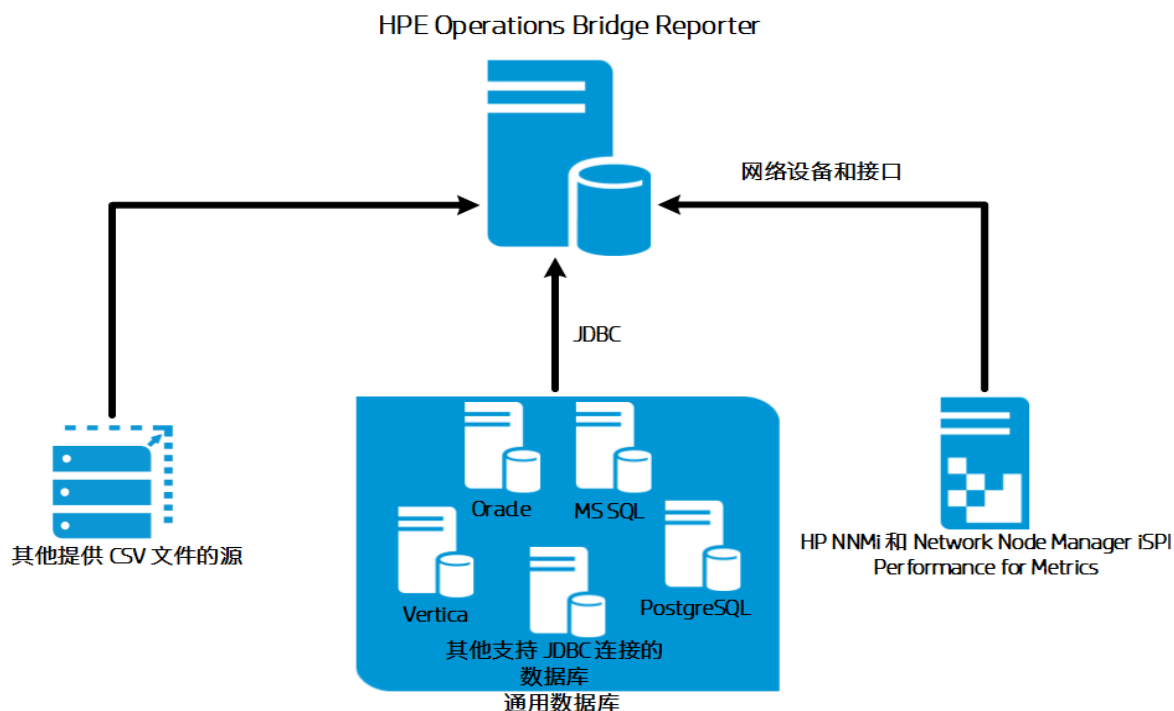 HPE Operations Bridge Reporter
网络设备和接口
JDBC
Oracle
MS SQL
Vertica
PostgreSQL
其他支持 JDBC 连接的
数据库
通用数据库
其他提供 CSV 文件的源
HP NNMi 和 Network Node Manager iSPI
Performance for Metrics